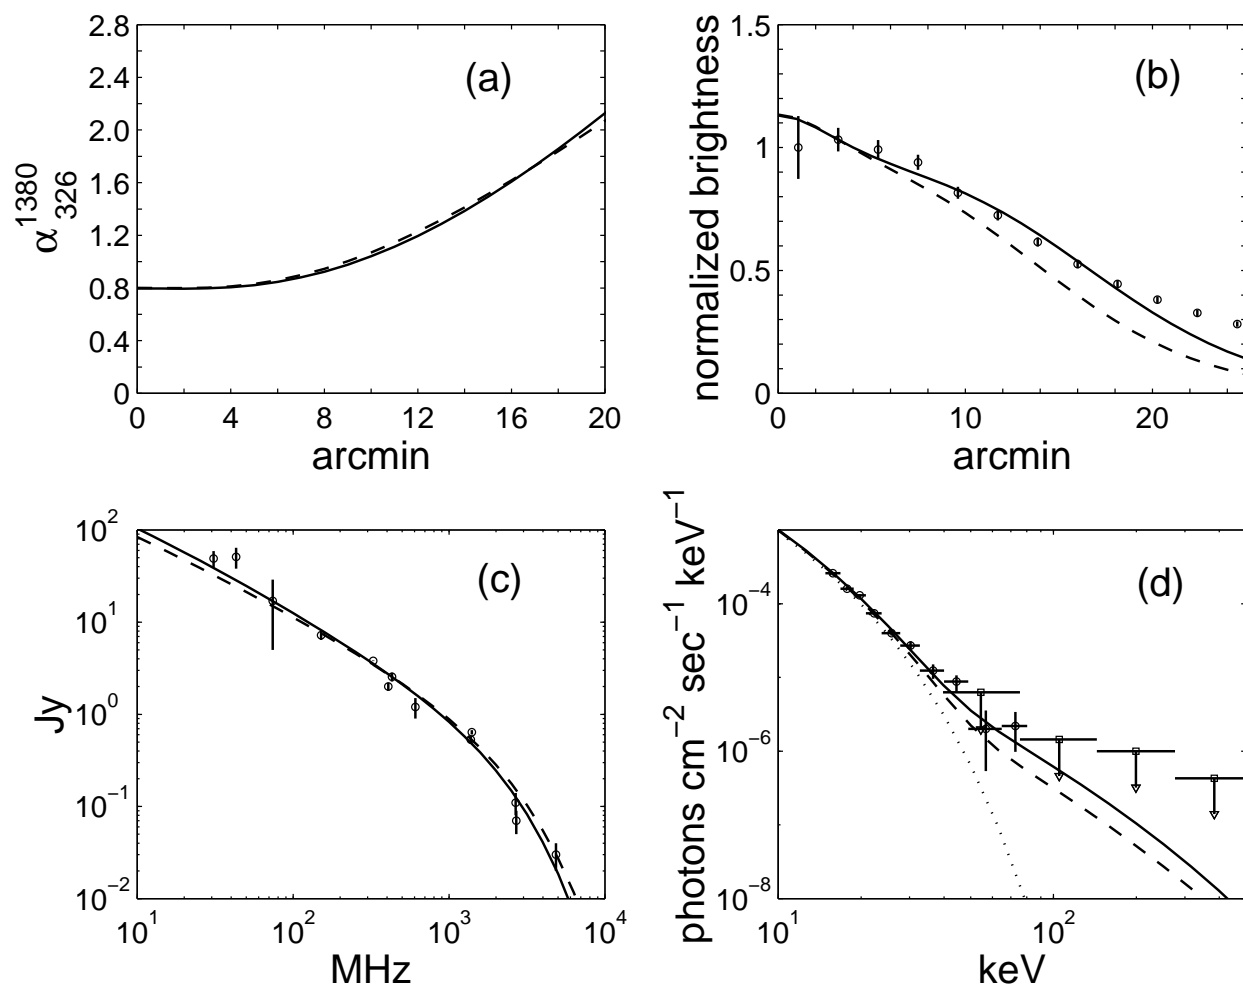 2.8
2.4
2.0
1.6
1.2
0.8
0.4
0
0 4 8 12 16 20
arcmin
α 1380 326
(a)
1.5
1
0.5
0
0 10 20
arcmin
normalized brightness
(b)
10^2
10^1
10^0
10^−1
10^−2
10^1 10^2 10^3 10^4
MHz
Jy
(c)
10^−4
10^−6
10^−8
10^1 10^2
keV
photons cm^−2 sec^−1 keV^−1
(d)